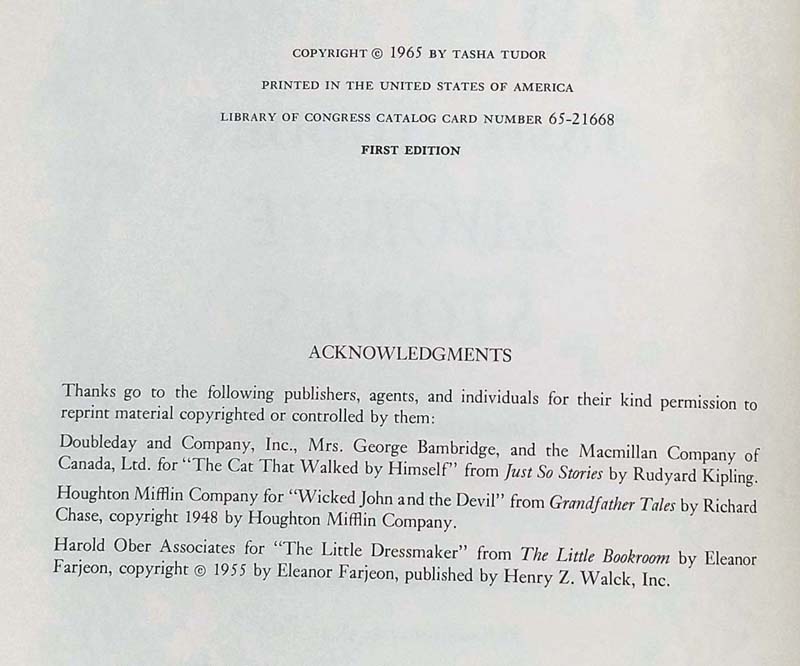 COPYRIGHT © 1965 BY TASHA TUDOR
PRINTED IN THE UNITED STATES OF AMERICA
LIBRARY OF CONGRESS CATALOG CARD NUMBER 65-21668
FIRST EDITION
ACKNOWLEDGMENTS
Thanks go to the following publishers, agents, and individuals for their kind permission to
reprint material copyrighted or controlled by them:
Doubleday and Company, Inc., Mrs. George Bambridge, and the Macmillan Company of
Canada, Ltd. for "The Cat That Walked by Himself" from Just So Stories by Rudyard Kipling.
Houghton Mifflin Company for "Wicked John and the Devil" from Grandfather Tales by Richard
Chase, copyright 1948 by Houghton Mifflin Company.
Harold Ober Associates for "The Little Dressmaker" from The Little Bookroom by Eleanor
Farjeon, copyright © 1955 by Eleanor Farjeon, published by Henry Z. Walck, Inc.